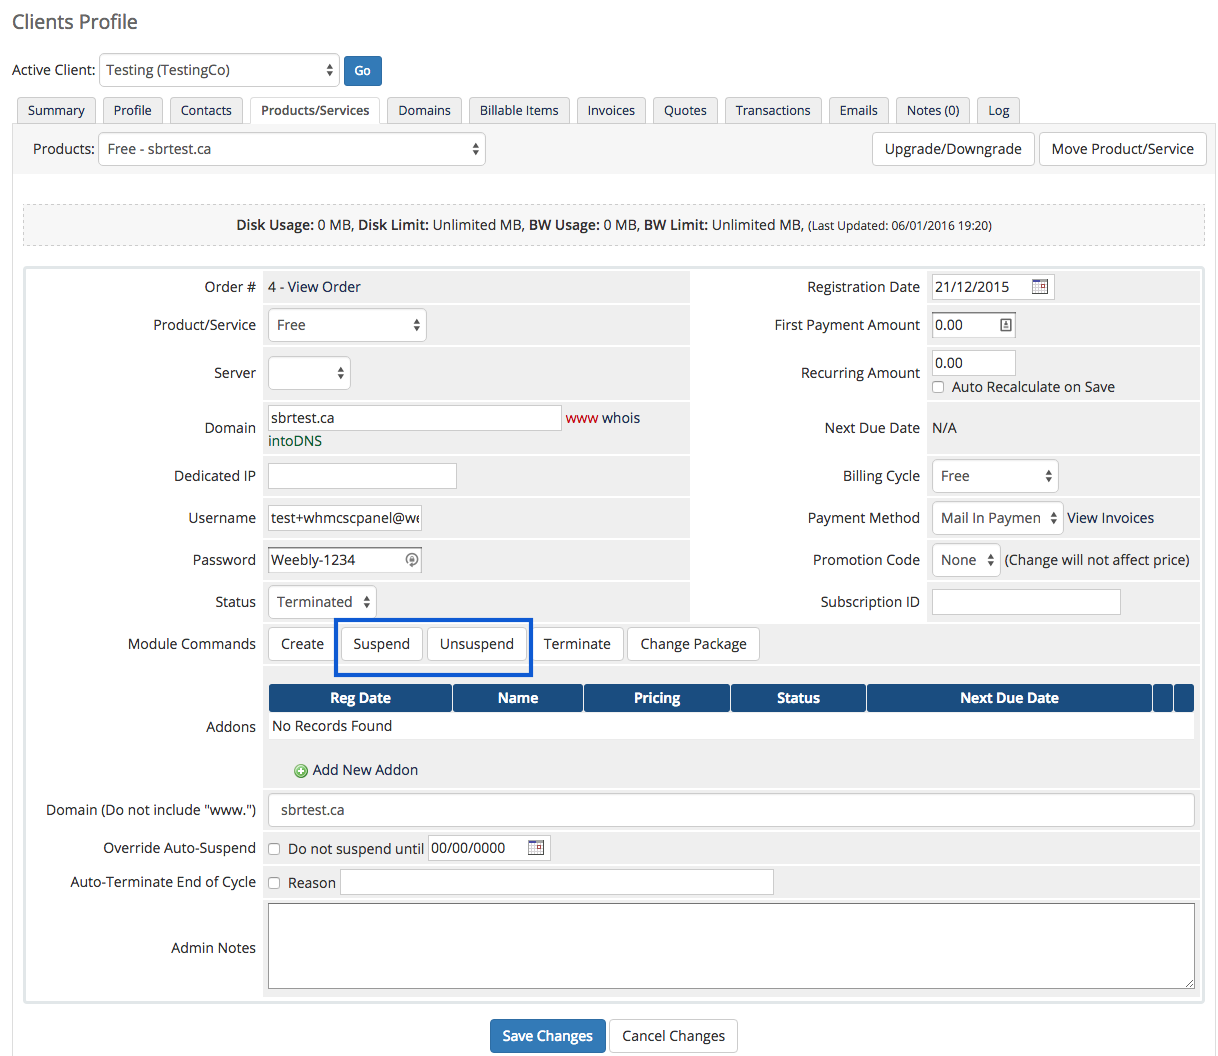 Clients Profile
Active Client: Testing (TestingCo) Go
Summary Profile Contacts Products/Services Domains Billable Items Invoices Quotes Transactions Emails Notes (0) Log
Products: Free - sbrtest.ca Upgrade/Downgrade Move Product/Service
Disk Usage: 0 MB, Disk Limit: Unlimited MB, BW Usage: 0 MB, BW Limit: Unlimited MB, (Last Updated: 06/01/2016 19:20)
Order # 4 - View Order Registration Date 21/12/2015
Product/Service Free First Payment Amount 0.00
Server Recurring Amount 0.00
Auto Recalculate on Save
Domain sbrtest.ca www whois
intoDNS
Next Due Date N/A
Dedicated IP Billing Cycle Free
Username test+whmcscpanel@we Payment Method Mail In Paymen View Invoices
Password Weebly-1234 Promotion Code None (Change will not affect price)
Status Terminated Subscription ID
Module Commands Create Suspend Unsuspend Terminate Change Package
Reg Date Name Pricing Status Next Due Date
Addons No Records Found
Add New Addon
Domain (Do not include "www.") sbrtest.ca
Override Auto-Suspend Do not suspend until 00/00/0000
Auto-Terminate End of Cycle Reason
Admin Notes
Save Changes Cancel Changes